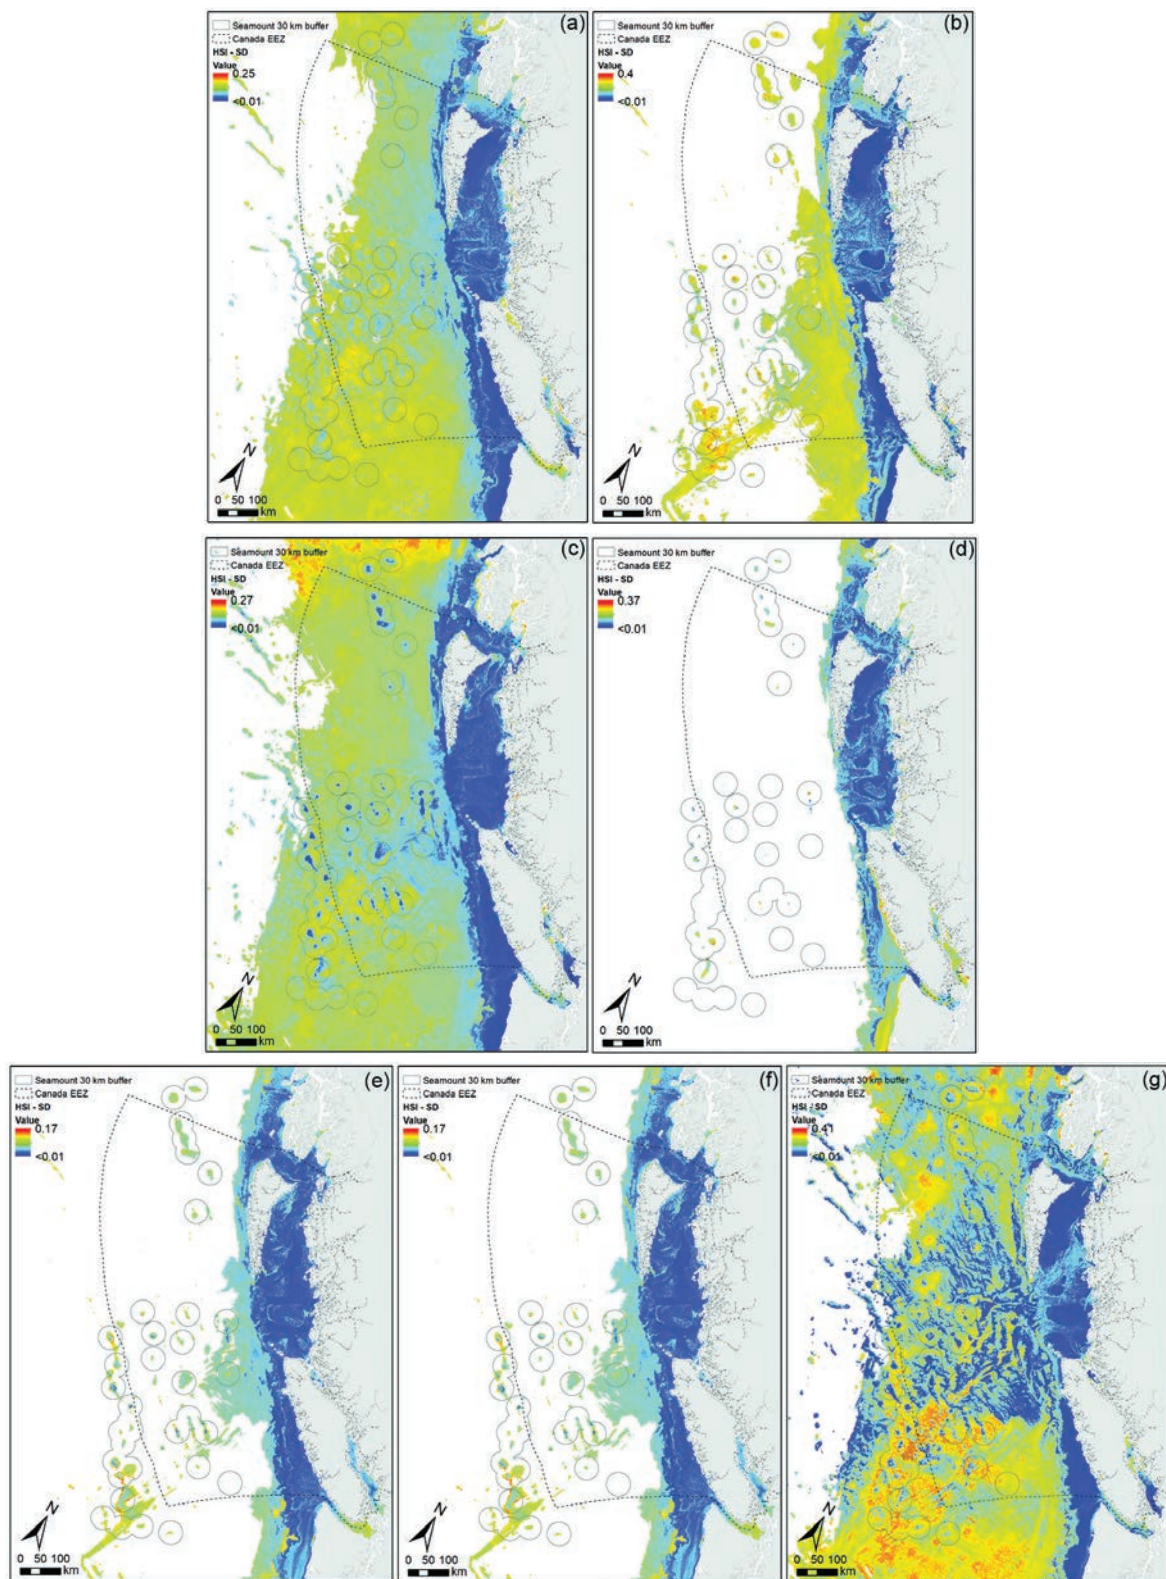 (a)
Seamount 30 km buffer
Canada EEZ
HSI - SD
Value
0.25
<0.01
N
0 50 100
km
(b)
Seamount 30 km buffer
Canada EEZ
HSI - SD
Value
0.4
<0.01
N
0 50 100
km
(c)
Seamount 30 km buffer
Canada EEZ
HSI - SD
Value
0.27
<0.01
N
0 50 100
km
(d)
Seamount 30 km buffer
Canada EEZ
HSI - SD
Value
0.37
<0.01
N
0 50 100
km
(e)
Seamount 30 km buffer
Canada EEZ
HSI - SD
Value
0.17
<0.01
N
0 50 100
km
(f)
Seamount 30 km buffer
Canada EEZ
HSI - SD
Value
0.17
<0.01
N
0 50 100
km
(g)
Seamount 30 km buffer
Canada EEZ
HSI - SD
Value
0.41
<0.01
N
0 50 100
km